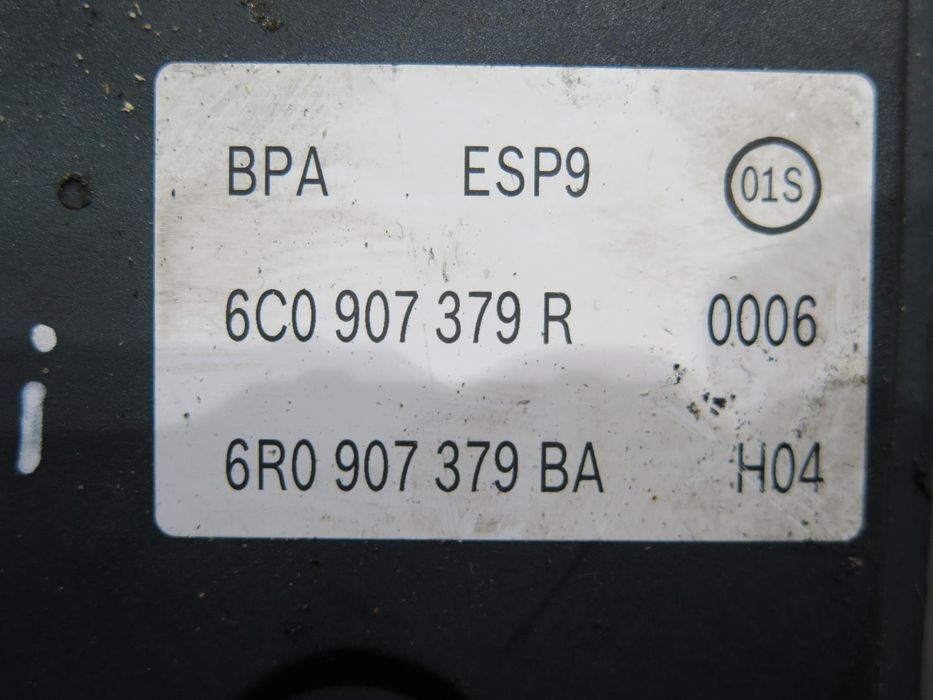 BPA ESP9 01S
6C0 907 379 R 0006
6R0 907 379 BA H04